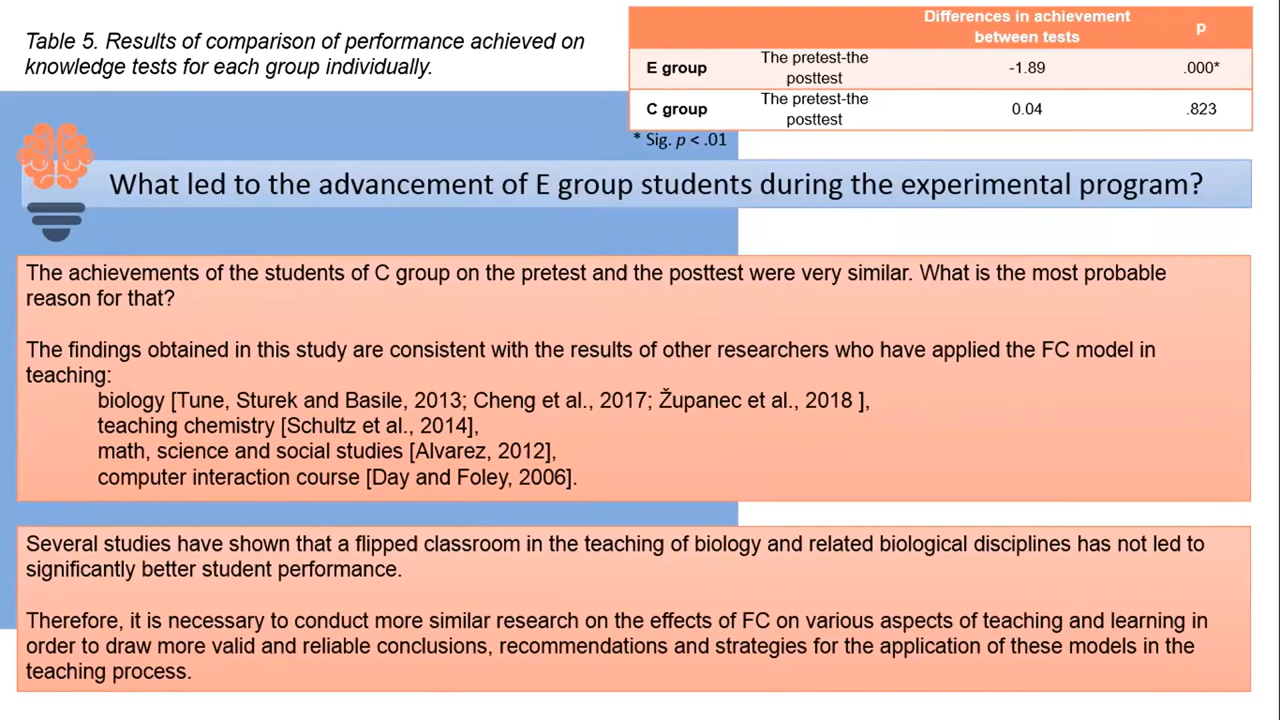 Table 5. Results of comparison of performance achieved on
knowledge tests for each group individually.
Differences in achievement
between tests
p
E group
The pretest-the
posttest
-1.89
.000*
C group
The pretest-the
posttest
0.04
.823
* Sig. p < .01
What led to the advancement of E group students during the experimental program?
The achievements of the students of C group on the pretest and the posttest were very similar. What is the most probable
reason for that?
The findings obtained in this study are consistent with the results of other researchers who have applied the FC model in
teaching:
biology [Tune, Sturek and Basile, 2013; Cheng et al., 2017; Županec et al., 2018 ],
teaching chemistry [Schultz et al., 2014],
math, science and social studies [Alvarez, 2012],
computer interaction course [Day and Foley, 2006].
Several studies have shown that a flipped classroom in the teaching of biology and related biological disciplines has not led to
significantly better student performance.
Therefore, it is necessary to conduct more similar research on the effects of FC on various aspects of teaching and learning in
order to draw more valid and reliable conclusions, recommendations and strategies for the application of these models in the
teaching process.